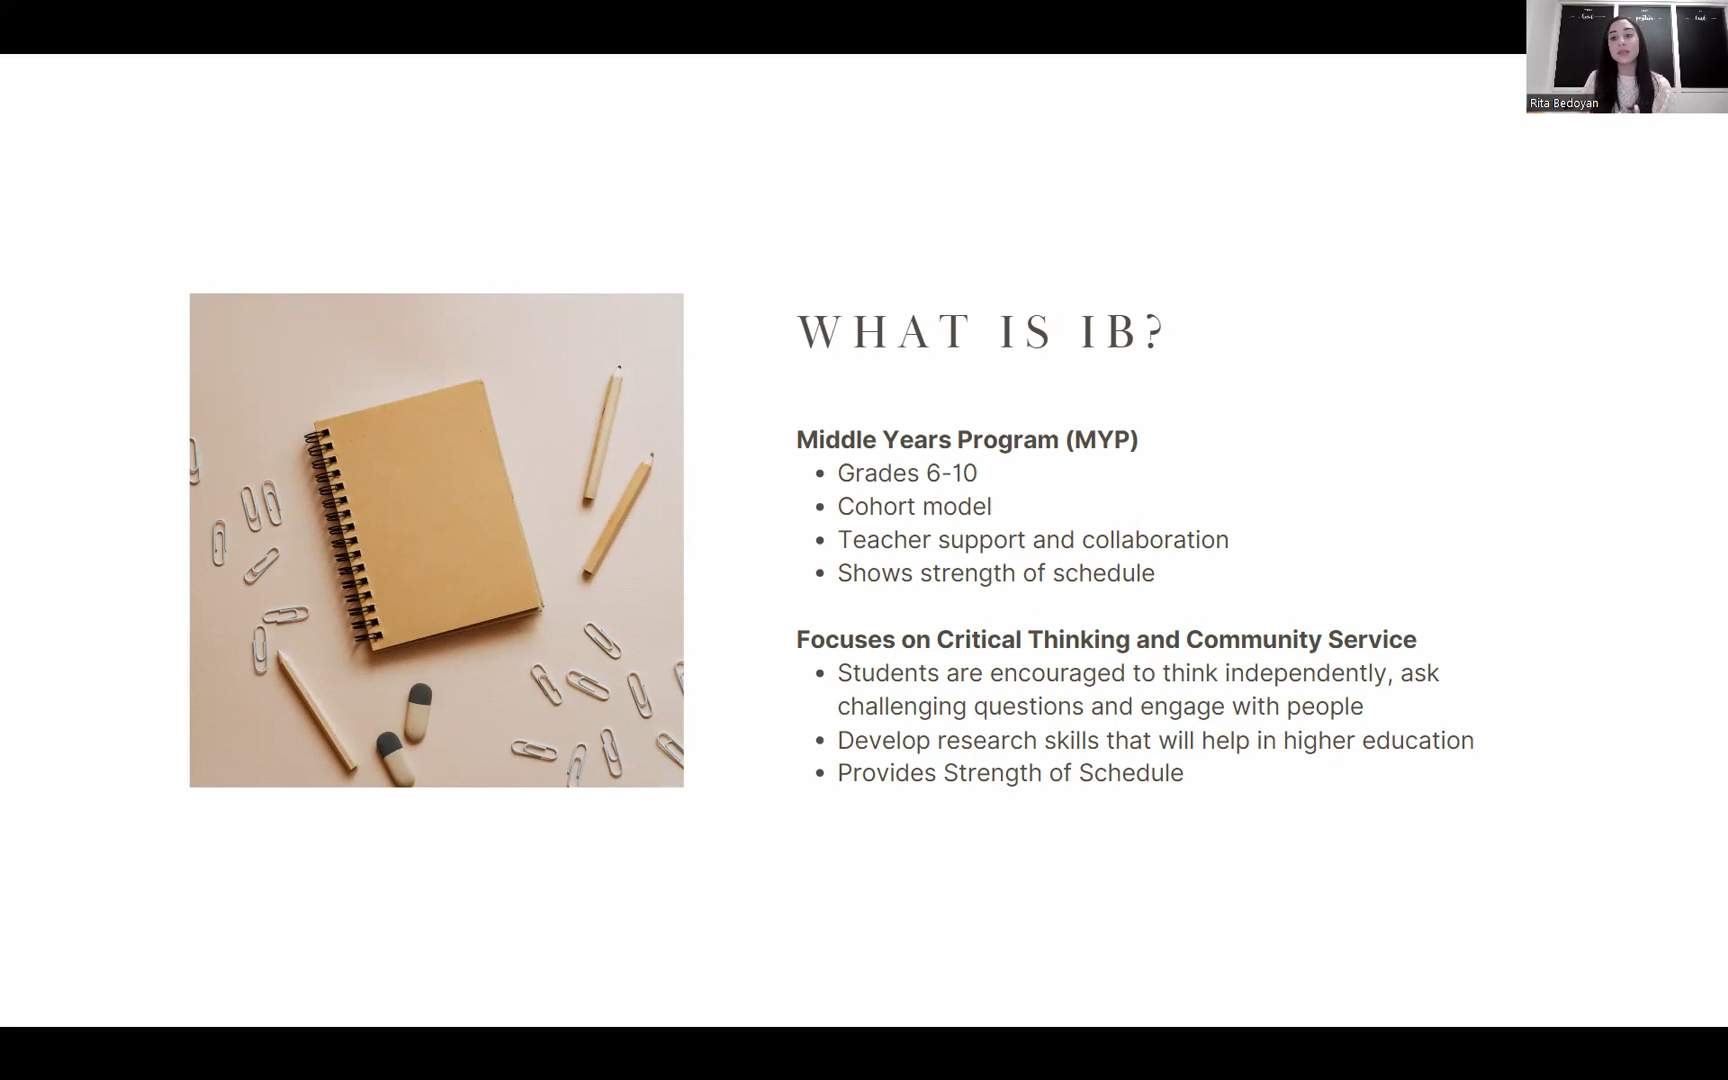 Rita Bedoyan
WHAT IS IB?
Middle Years Program (MYP)
• Grades 6-10
• Cohort model
• Teacher support and collaboration
• Shows strength of schedule
Focuses on Critical Thinking and Community Service
• Students are encouraged to think independently, ask
challenging questions and engage with people
• Develop research skills that will help in higher education
• Provides Strength of Schedule